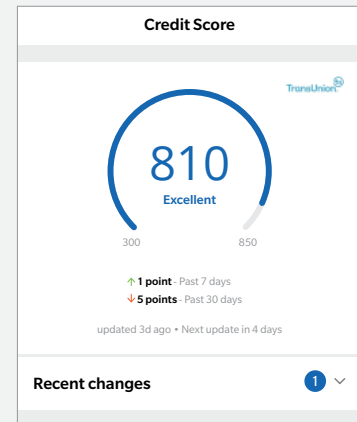 Credit Score
TransUnion
810
Excellent
300 850
↑ 1 point - Past 7 days
↓ 5 points - Past 30 days
updated 3d ago • Next update in 4 days
Recent changes 1